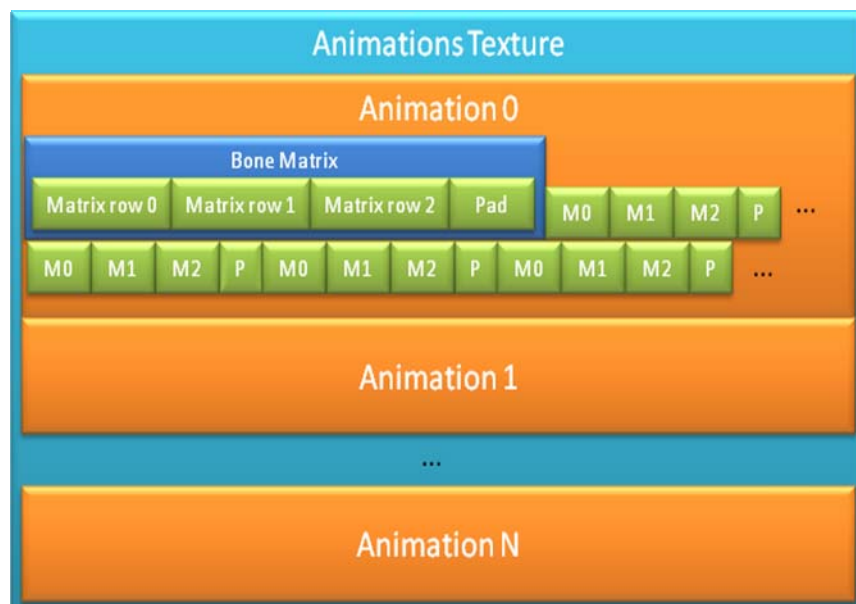 Animations Texture
Animation 0
Bone Matrix
Matrix row 0 Matrix row 1 Matrix row 2 Pad M0 M1 M2 P ...
M0 M1 M2 P M0 M1 M2 P M0 M1 M2 P ...
Animation 1
...
Animation N